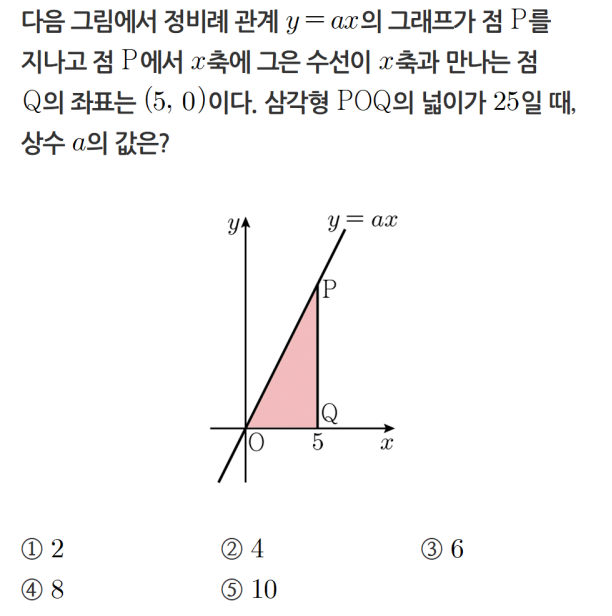 다음 그림에서 정비례 관계 y = ax의 그래프가 점 P를
지나고 점 P에서 x축에 그은 수선이 x축과 만나는 점
Q의 좌표는 (5, 0)이다. 삼각형 POQ의 넓이가 25일 때,
상수 a의 값은?
y y = ax
P
Q
O 5 x
① 2 ② 4 ③ 6
④ 8 ⑤ 10